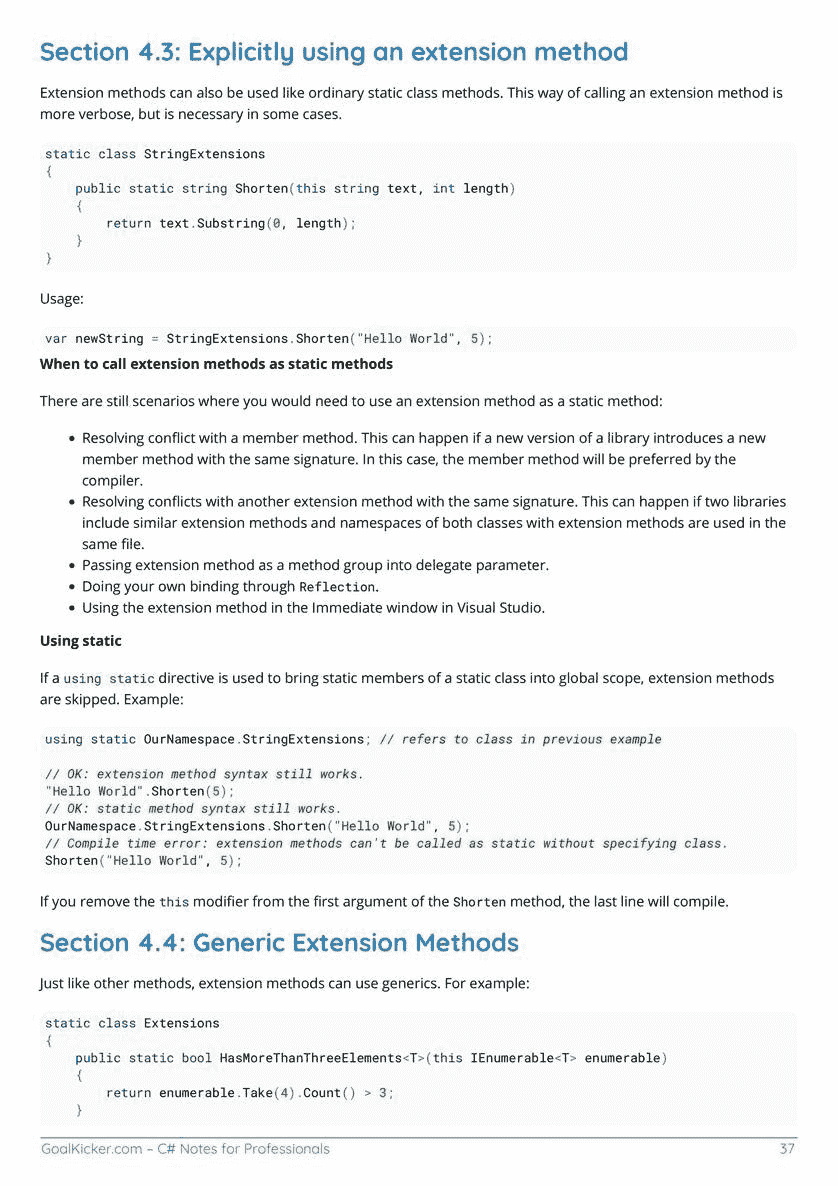 Section 4.3: Explicitly using an extension method
Extension methods can also be used like ordinary static class methods. This way of calling an extension method is
more verbose, but is necessary in some cases.
static class StringExtensions
{
    public static string Shorten(this string text, int length)
    {
        return text.Substring(0, length);
    }
}
Usage:
var newString = StringExtensions.Shorten("Hello World", 5);
When to call extension methods as static methods
There are still scenarios where you would need to use an extension method as a static method:
• Resolving conflict with a member method. This can happen if a new version of a library introduces a new
member method with the same signature. In this case, the member method will be preferred by the
compiler.
• Resolving conflicts with another extension method with the same signature. This can happen if two libraries
include similar extension methods and namespaces of both classes with extension methods are used in the
same file.
• Passing extension method as a method group into delegate parameter.
• Doing your own binding through Reflection.
• Using the extension method in the Immediate window in Visual Studio.
Using static
If a using static directive is used to bring static members of a static class into global scope, extension methods
are skipped. Example:
using static OurNamespace.StringExtensions; // refers to class in previous example
// OK: extension method syntax still works.
"Hello World".Shorten(5);
// OK: static method syntax still works.
OurNamespace.StringExtensions.Shorten("Hello World", 5);
// Compile time error: extension methods can't be called as static without specifying class.
Shorten("Hello World", 5);
If you remove the this modifier from the first argument of the Shorten method, the last line will compile.
Section 4.4: Generic Extension Methods
Just like other methods, extension methods can use generics. For example:
static class Extensions
{
    public static bool HasMoreThanThreeElements<T>(this IEnumerable<T> enumerable)
    {
        return enumerable.Take(4).Count() > 3;
    }
GoalKicker.com – C# Notes for Professionals 37